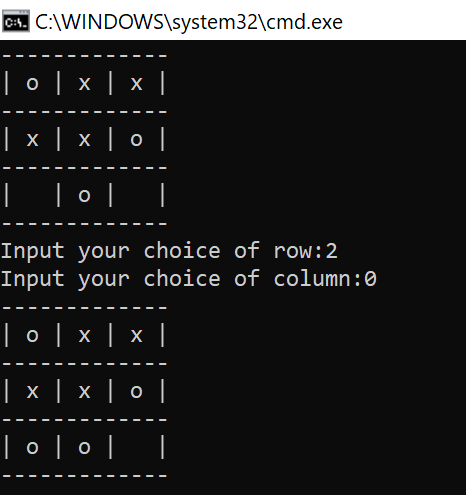 C:\WINDOWS\system32\cmd.exe
-------------
| o | x | x |
-------------
| x | x | o |
-------------
|   | o |   |
-------------
Input your choice of row:2
Input your choice of column:0
-------------
| o | x | x |
-------------
| x | x | o |
-------------
| o | o |   |
-------------